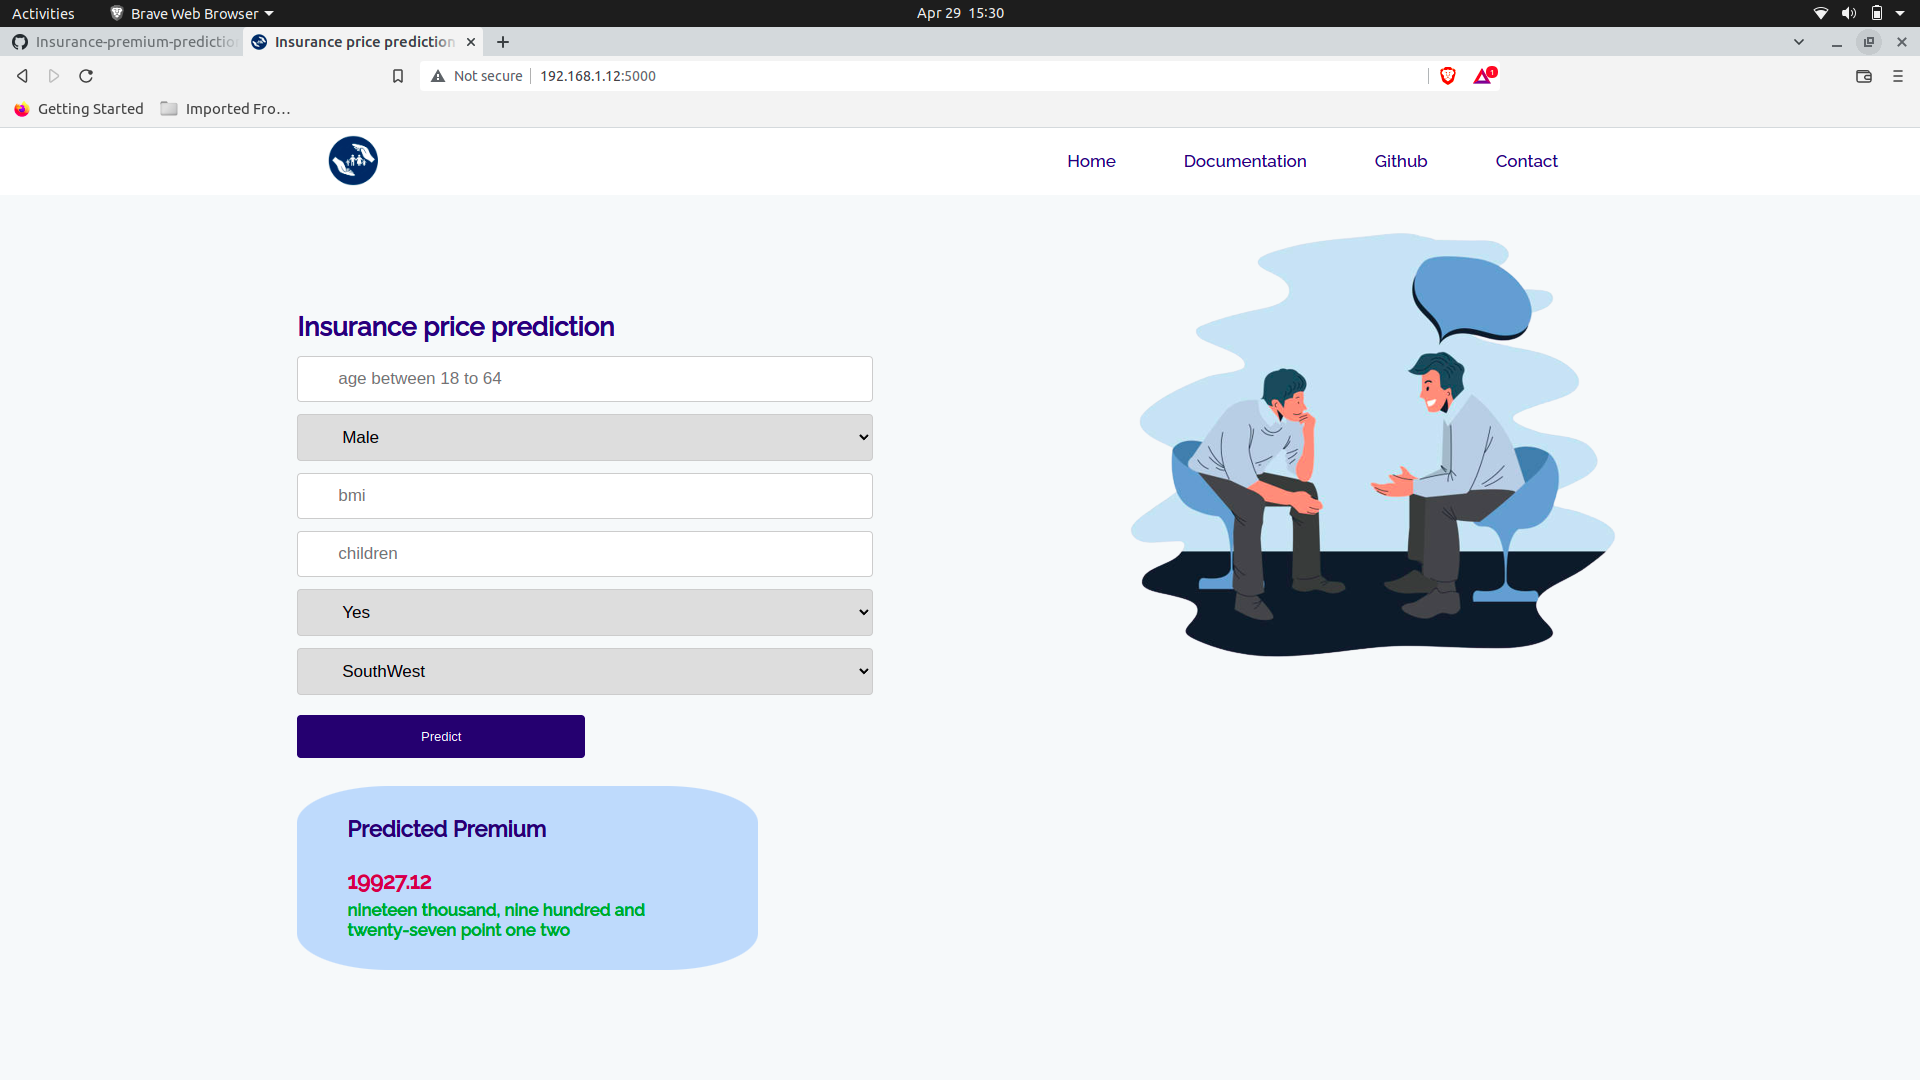 Activities
Brave Web Browser
Apr 29 15:30
Insurance-premium-predictio
Insurance price prediction
Not secure
192.168.1.12:5000
1
Getting Started
Imported Fro…
Home
Documentation
Github
Contact
Insurance price prediction
age between 18 to 64
Male
bmi
children
Yes
SouthWest
Predict
Predicted Premium
19927.12
nineteen thousand, nine hundred and
twenty-seven point one two